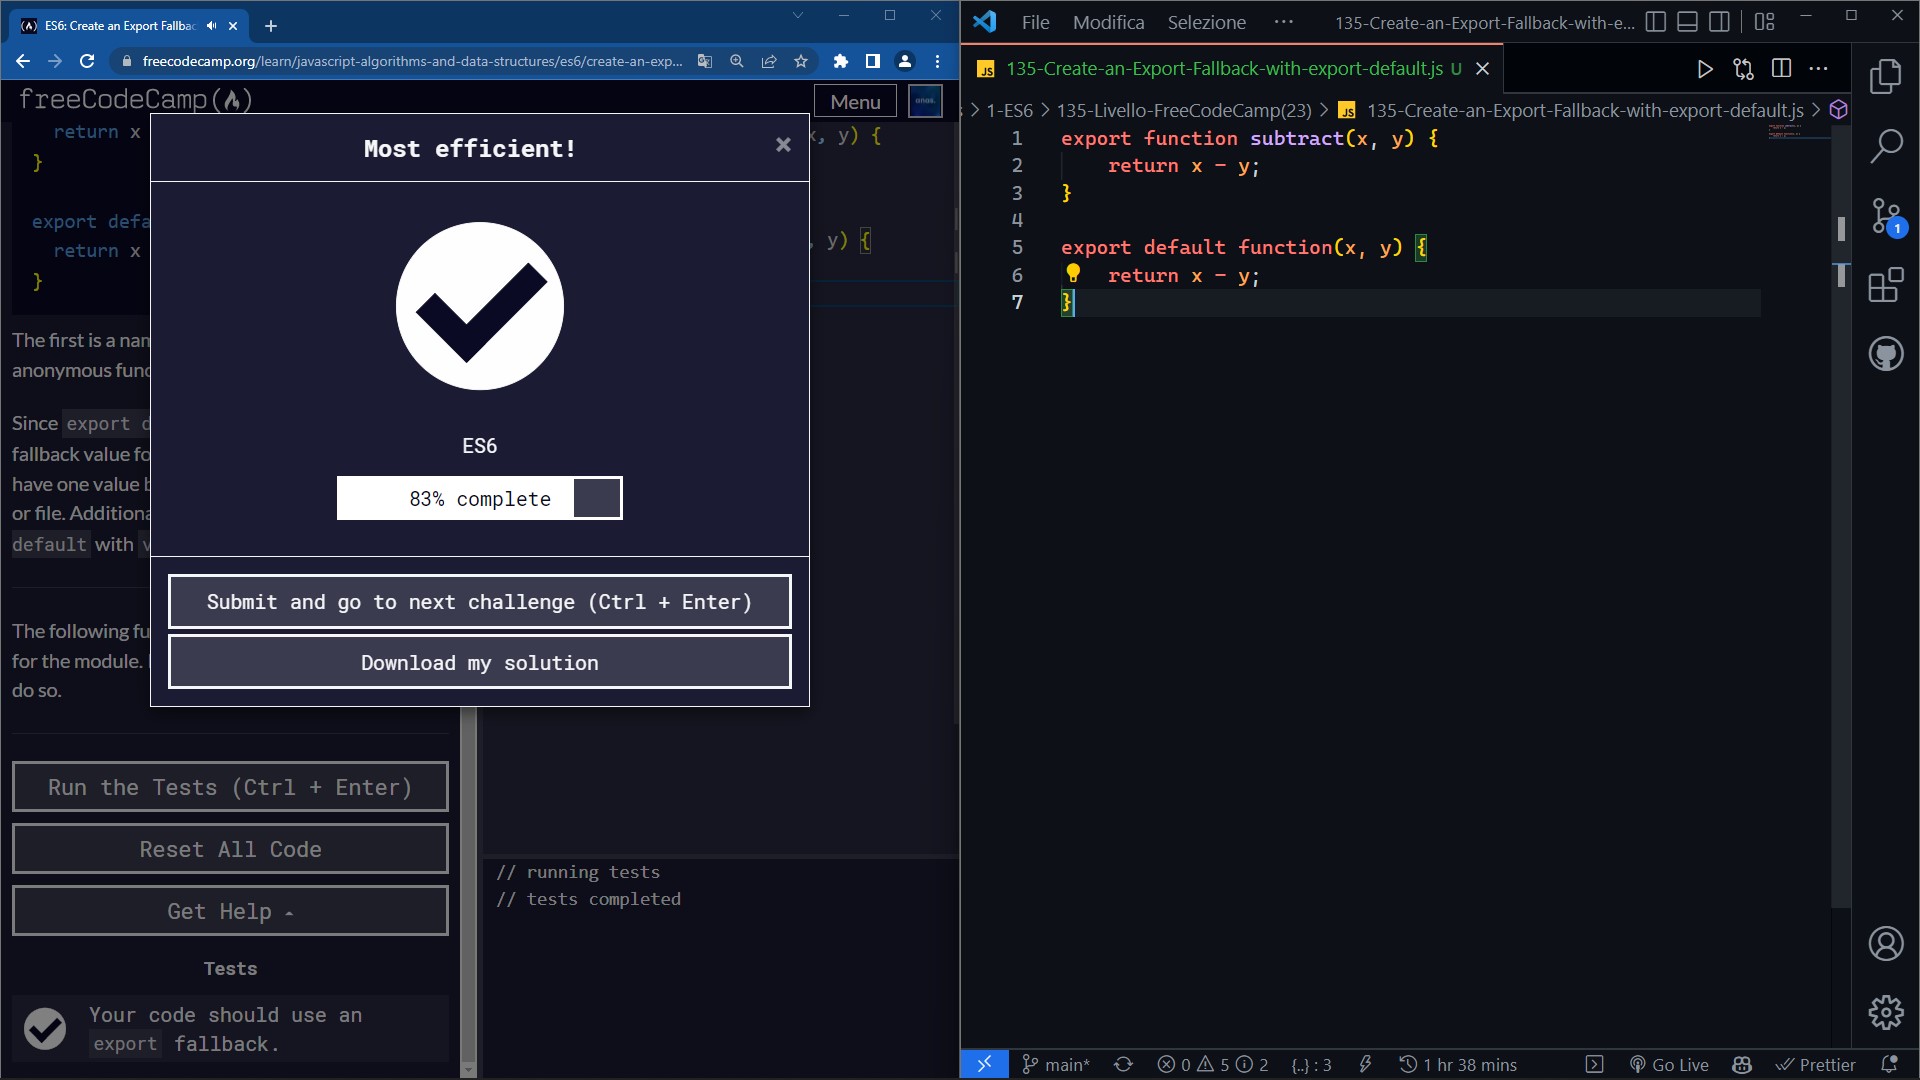 ES6: Create an Export Fallbac
freecodecamp.org/learn/javascript-algorithms-and-data-structures/es6/create-an-exp...
freeCodeCamp
Menu
return x
}
export defa
return x
}
The first is a nan
anonymous func
Since export d
fallback value fo
have one value b
or file. Additiona
default with v
The following fu
for the module.
do so.
Run the Tests (Ctrl + Enter)
Reset All Code
Get Help
Tests
Your code should use an
export fallback.
Most efficient!
×
ES6
83% complete
Submit and go to next challenge (Ctrl + Enter)
Download my solution
x, y) {
, y) {
// running tests
// tests completed
File Modifica Selezione ··· 135-Create-an-Export-Fallback-with-e...
JS 135-Create-an-Export-Fallback-with-export-default.js U
1-ES6 > 135-Livello-FreeCodeCamp(23) > JS 135-Create-an-Export-Fallback-with-export-default.js >
1 export function subtract(x, y) {
2 return x - y;
3 }
4
5 export default function(x, y) {
6 return x - y;
7 }
1
main* 0 5 2 {..} : 3 1 hr 38 mins Go Live Prettier